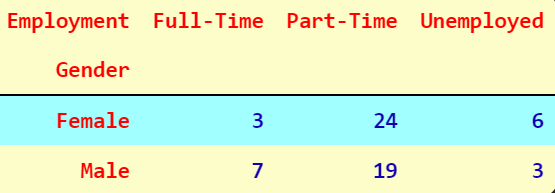 Employment Full-Time Part-Time Unemployed
Gender
Female 3 24 6
Male 7 19 3